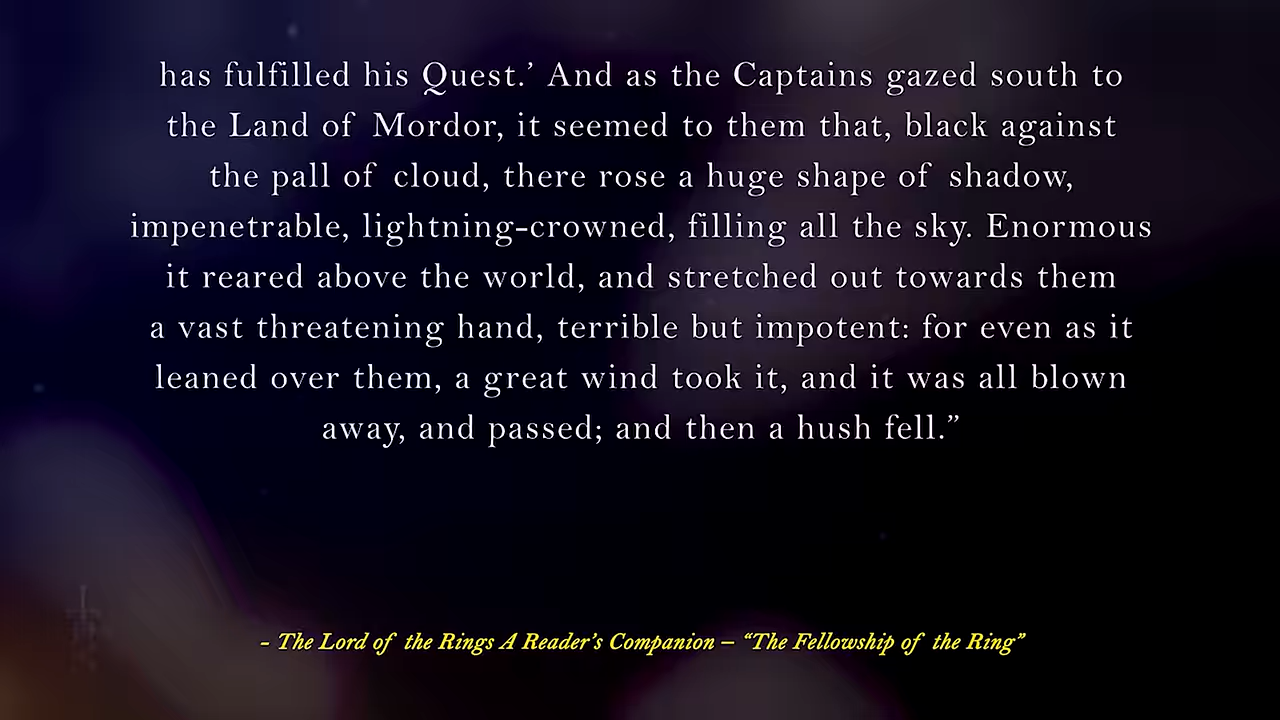 has fulfilled his Quest.’ And as the Captains gazed south to
the Land of Mordor, it seemed to them that, black against
the pall of cloud, there rose a huge shape of shadow,
impenetrable, lightning-crowned, filling all the sky. Enormous
it reared above the world, and stretched out towards them
a vast threatening hand, terrible but impotent: for even as it
leaned over them, a great wind took it, and it was all blown
away, and passed; and then a hush fell.”
- The Lord of the Rings A Reader’s Companion – “The Fellowship of the Ring”